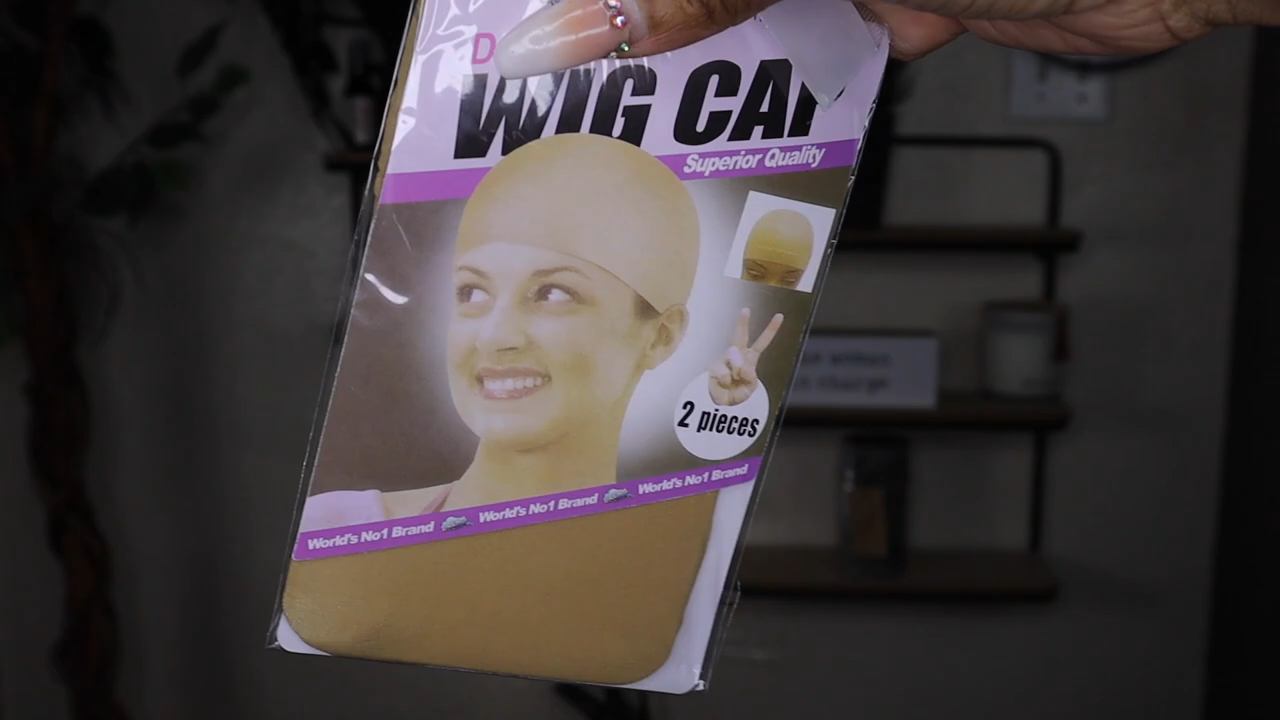 D
WIG CAP
Superior Quality
2 pieces
World's No1 Brand World's No1 Brand World's No1 Brand